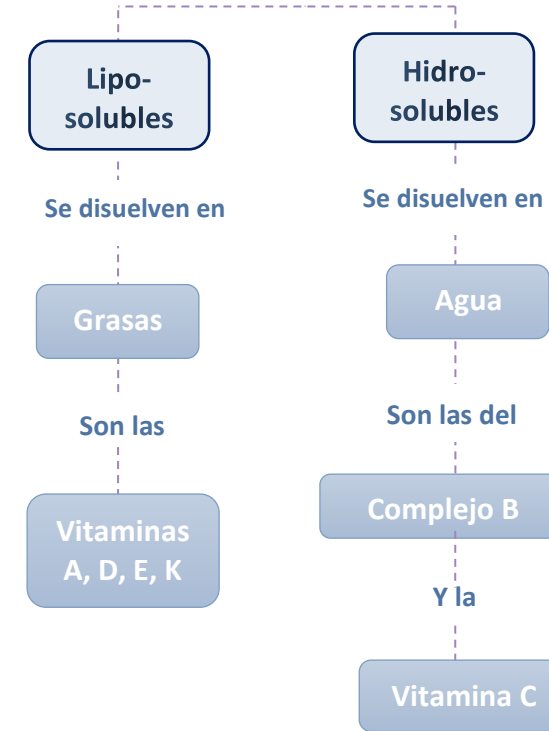 Lipo-
solubles
Se disuelven en
Grasas
Son las
Vitaminas
A, D, E, K
Hidro-
solubles
Se disuelven en
Agua
Son las del
Complejo B
Y la
Vitamina C